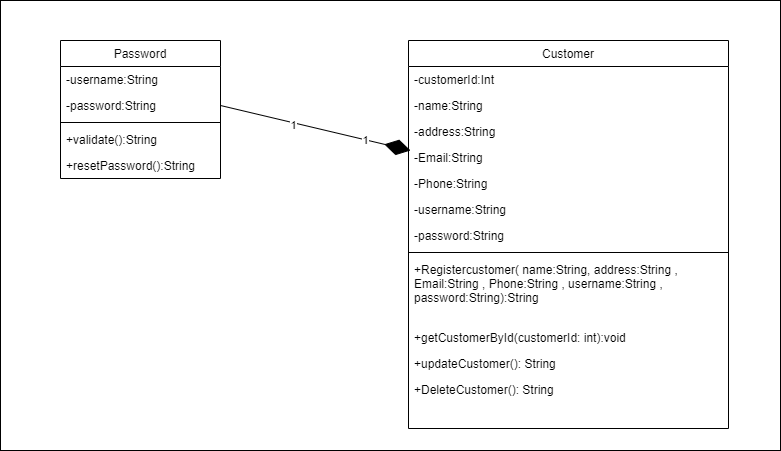 Password
-username:String
-password:String
+validate():String
+resetPassword():String
1
1
Customer
-customerId:Int
-name:String
-address:String
-Email:String
-Phone:String
-username:String
-password:String
+Registercustomer( name:String, address:String ,
Email:String , Phone:String , username:String ,
password:String):String
+getCustomerById(customerId: int):void
+updateCustomer(): String
+DeleteCustomer(): String